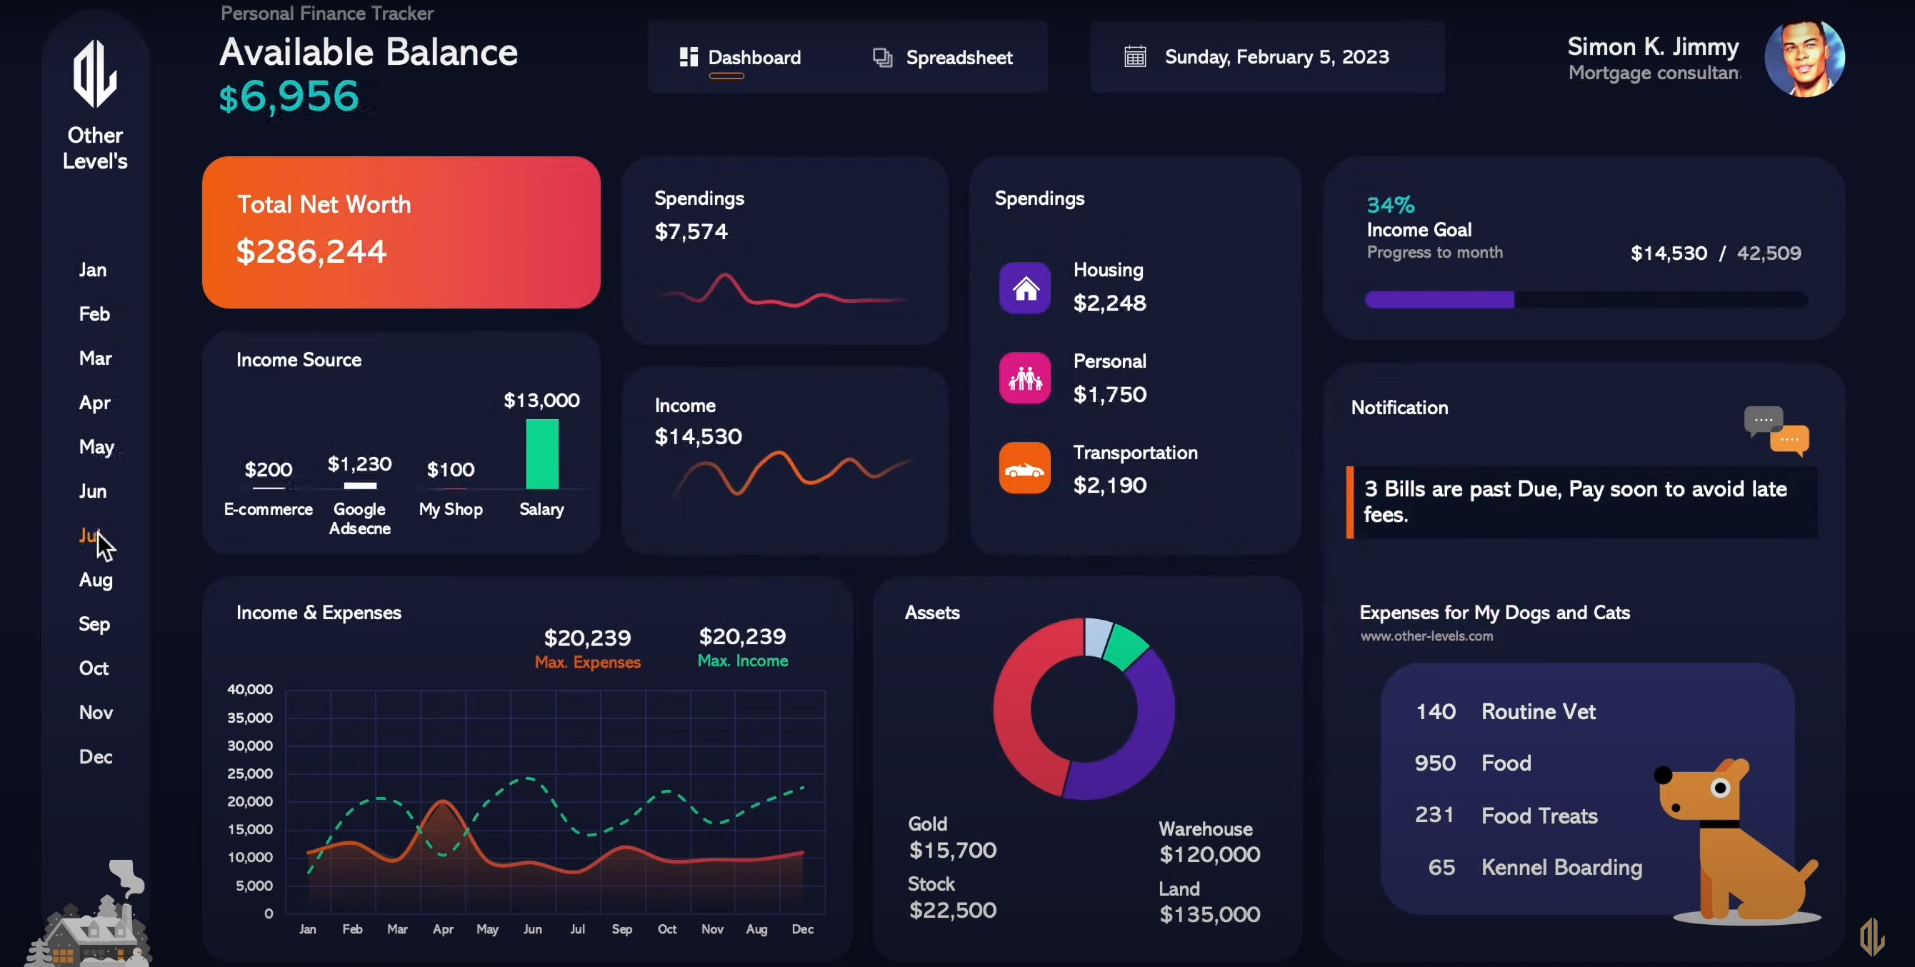 Personal Finance Tracker
Available Balance
$6,956
Dashboard
Spreadsheet
Sunday, February 5, 2023
Simon K. Jimmy
Mortgage consultan
Other
Level's
Jan
Feb
Mar
Apr
May
Jun
Ju
Aug
Sep
Oct
Nov
Dec
Total Net Worth
$286,244
Income Source
$200
$1,230
$100
$13,000
E-commerce
Google
Adsecne
My Shop
Salary
Spendings
$7,574
Income
$14,530
Spendings
Housing
$2,248
Personal
$1,750
Transportation
$2,190
34%
Income Goal
Progress to month
$14,530 / 42,509
Notification
3 Bills are past Due, Pay soon to avoid late
fees.
Income & Expenses
$20,239
Max. Expenses
$20,239
Max. Income
40,000
35,000
30,000
25,000
20,000
15,000
10,000
5,000
0
Jan Feb Mar Apr May Jun Jul Sep Oct Nov Aug Dec
Assets
Gold
$15,700
Stock
$22,500
Warehouse
$120,000
Land
$135,000
Expenses for My Dogs and Cats
www.other-levels.com
140 Routine Vet
950 Food
231 Food Treats
65 Kennel Boarding